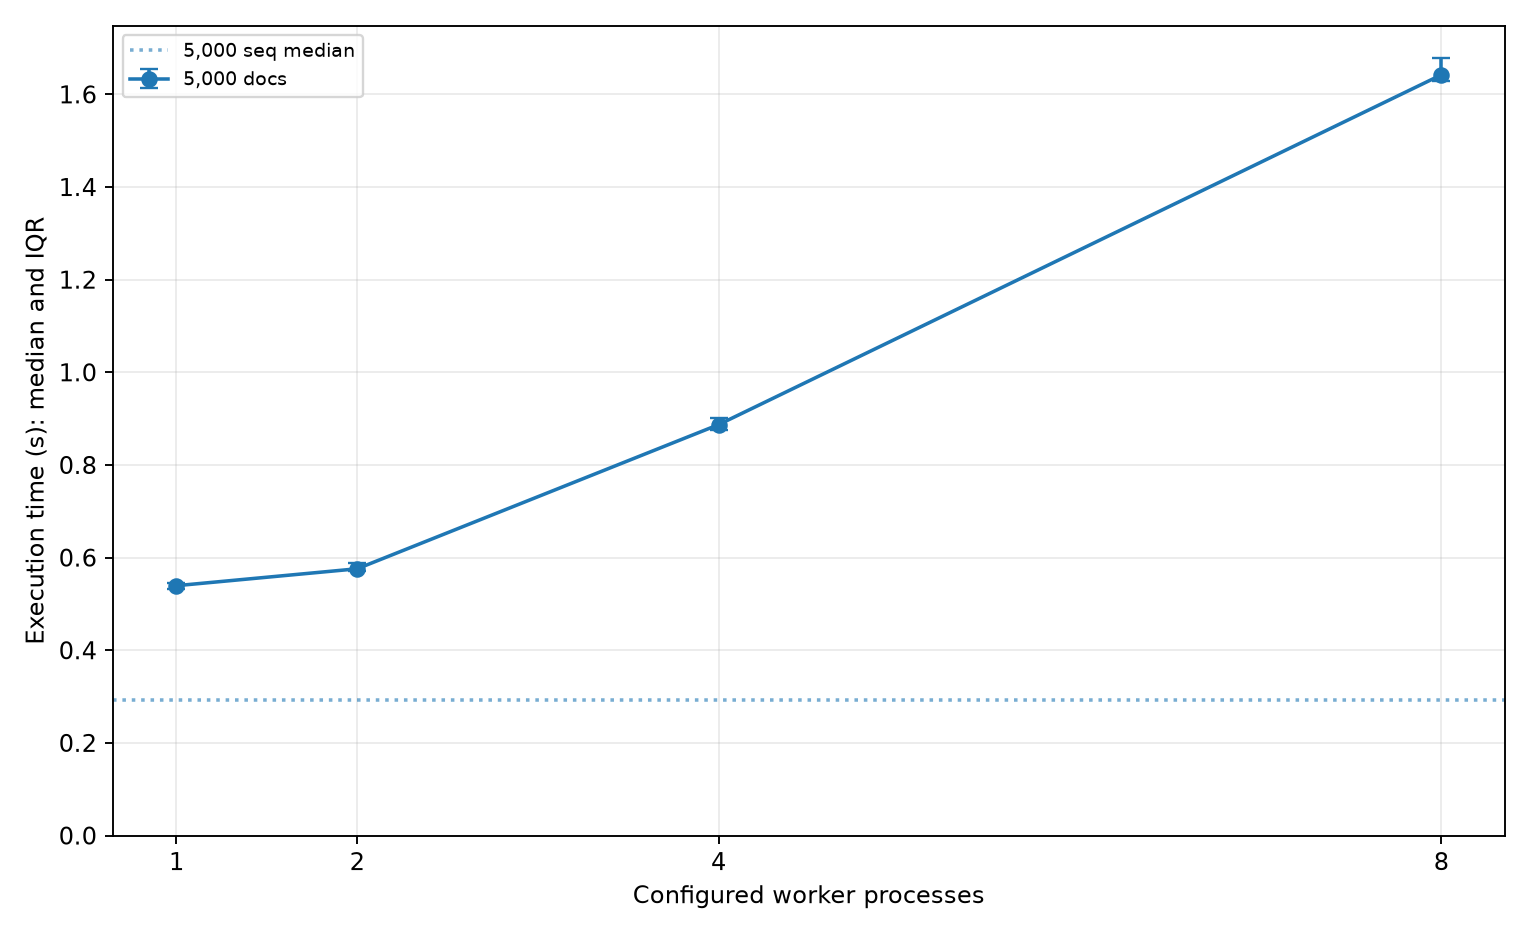 5,000 seq median
5,000 docs
Execution time (s): median and IQR
1.6
1.4
1.2
1.0
0.8
0.6
0.4
0.2
0.0
1 2 4 8
Configured worker processes